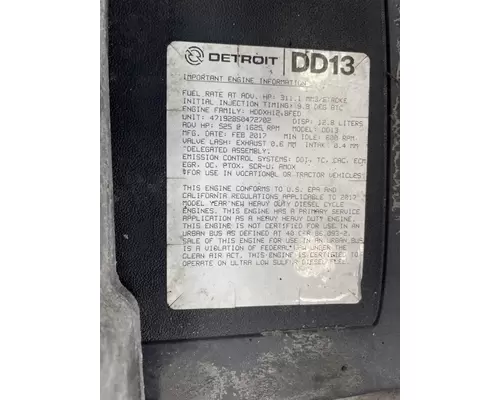 DETROIT DD13
IMPORTANT ENGINE INFORMATION
FUEL RATE AT ADV. HP: 311.1 MM3/STROKE
INITIAL INJECTION TIMING: DEG BTC
ENGINE FAMILY:
UNIT: 471928S0472702 DISP: 12.8 LITERS
ADV HP: 525 @ 1625 RPM MODEL: DD13
MFG. DATE: FEB 2017 MIN IDLE: 600 RPM
VALVE LASH: EXHAUST 0.6 MM INTAK: 0.4 MM
*DELEGATED ASSEMBLY:
EMISSION CONTROL SYSTEMS: DDI, TC, CAC, ECM,
EGR, OC, PTOX, SCR-U, AMOX
*FOR USE IN VOCATIONAL OR TRACTOR VEHICLES
THIS ENGINE CONFORMS TO U.S. EPA AND
CALIFORNIA REGULATIONS APPLICABLE TO 2017
MODEL YEAR NEW HEAVY DUTY DIESEL CYCLE
ENGINES. THIS ENGINE HAS A PRIMARY SERVICE
APPLICATION AS A HEAVY HEAVY DUTY ENGINE.
THIS ENGINE IS NOT CERTIFIED FOR USE IN AN
URBAN BUS AS DEFINED AT 40 CFR 86.093-2.
SALE OF THIS ENGINE FOR USE IN AN URBAN BUS
IS A VIOLATION OF FEDERAL LAW UNDER THE
CLEAN AIR ACT. THIS ENGINE IS CERTIFIED TO
OPERATE ON ULTRA LOW SULFUR DIESEL FUEL.